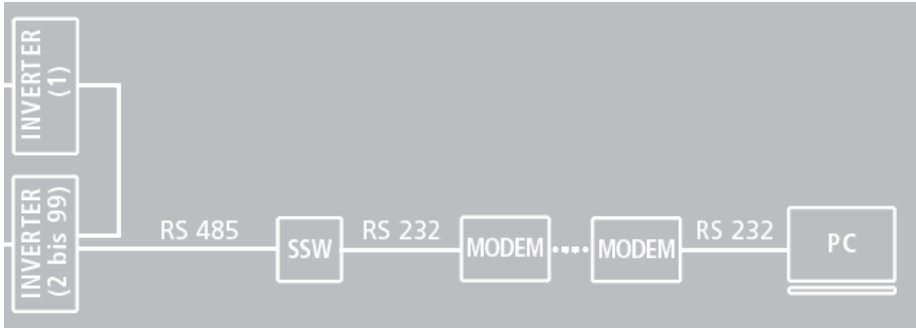 INVERTER
(1)
INVERTER
(2 bis 99)
RS 485
SSW
RS 232
MODEM
MODEM
RS 232
PC